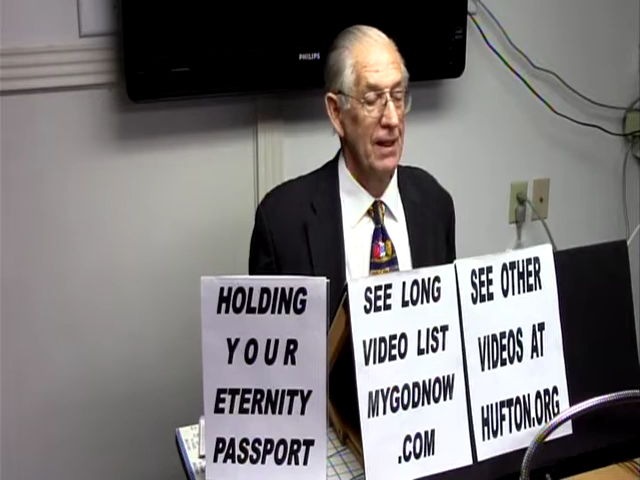 PHILIPS
HOLDING
YOUR
ETERNITY
PASSPORT
SEE LONG
VIDEO LIST
MYGODNOW
.COM
SEE OTHER
VIDEOS AT
HUFTON.ORG